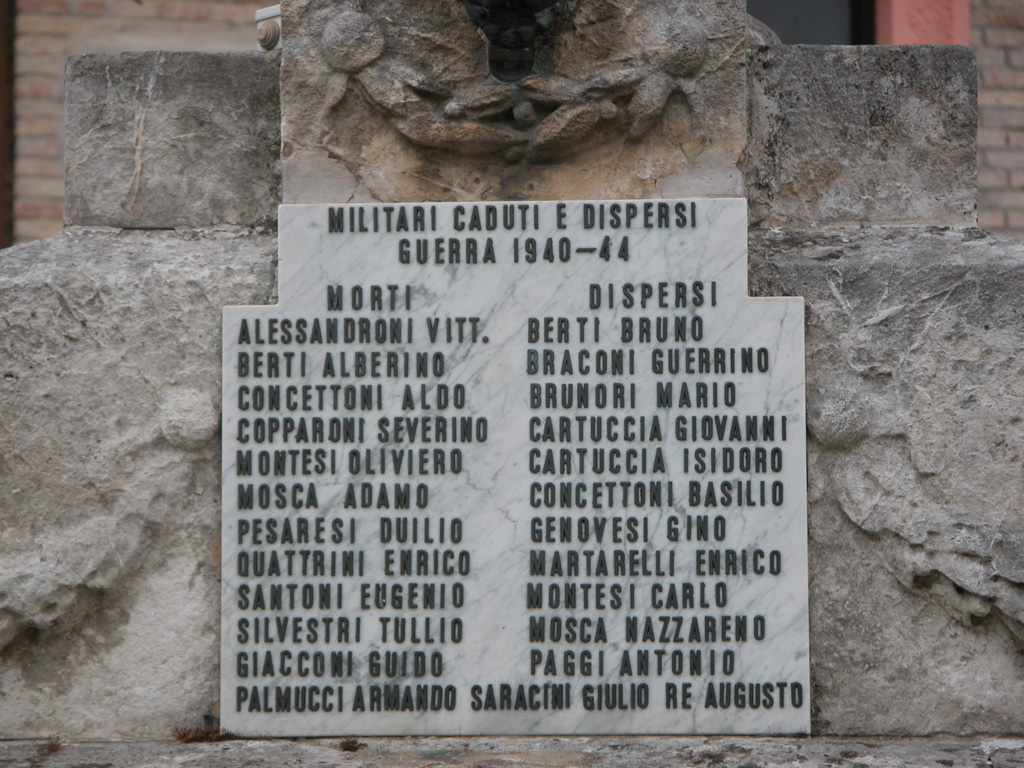 MILITARI CADUTI E DISPERSI
GUERRA 1940-44
MORTI
ALESSANDRONI VITT.
BERTI ALBERINO
CONCETTONI ALDO
COPPARONI SEVERINO
MONTESI OLIVIERO
MOSCA ADAMO
PESARESI DUILIO
QUATTRINI ENRICO
SANTONI EUGENIO
SILVESTRI TULLIO
GIACCONI GUIDO
DISPERSI
BERTI BRUNO
BRACONI GUERRINO
BRUNORI MARIO
CARTUCCIA GIOVANNI
CARTUCCIA ISIDORO
CONCETTONI BASILIO
GENOVESI GINO
MARTARELLI ENRICO
MONTESI CARLO
MOSCA NAZZARENO
PAGGI ANTONIO
PALMUCCI ARMANDO SARACINI GIULIO RE AUGUSTO